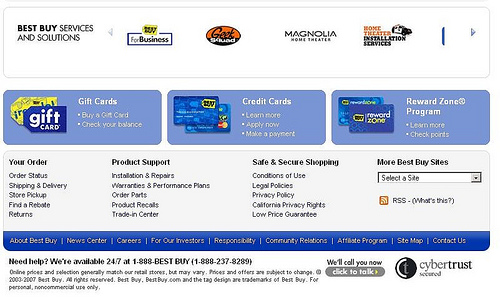 BEST BUY SERVICES
AND SOLUTIONS
BEST BUY
ForBusiness
Geek
Squad
MAGNOLIA
HOME THEATER
HOME
THEATER
INSTALLATION
SERVICES
Gift Cards
Buy a Gift Card
Check your balance
gift
CARD
Credit Cards
Learn more
Apply now
Make a payment
Reward Zone®
Program
Learn more
Check points
reward
zone
Your Order
Order Status
Shipping & Delivery
Store Pickup
Find a Rebate
Returns
Product Support
Installation & Repairs
Warranties & Performance Plans
Order Parts
Product Recalls
Trade-in Center
Safe & Secure Shopping
Conditions of Use
Legal Policies
Privacy Policy
California Privacy Rights
Low Price Guarantee
More Best Buy Sites
Select a Site
RSS - (What's this?)
About Best Buy | News Center | Careers | For Our Investors | Responsibility | Community Relations | Affiliate Program | Site Map | Contact Us
Need help? We're available 24/7 at 1-888-BEST BUY (1-888-237-8289)
Online prices and selection generally match our retail stores, but may vary. Prices and offers are subject to change. ©
2003-2007 Best Buy. All rights reserved. Best Buy, BestBuy.com and the tag design are trademarks of Best Buy. For
personal, noncommercial use only.
We'll call you now
click to talk
cybertrust
secured